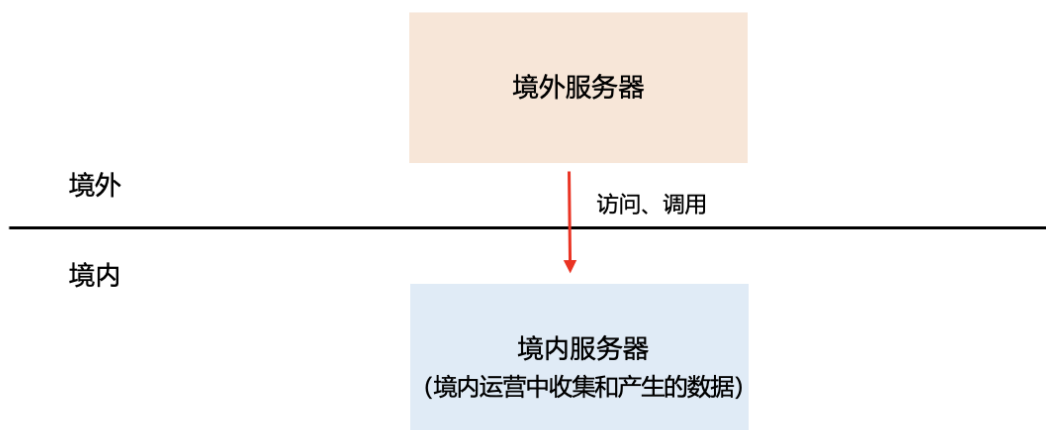 境外服务器
境外
访问、调用
境内
境内服务器
（境内运营中收集和产生的数据）